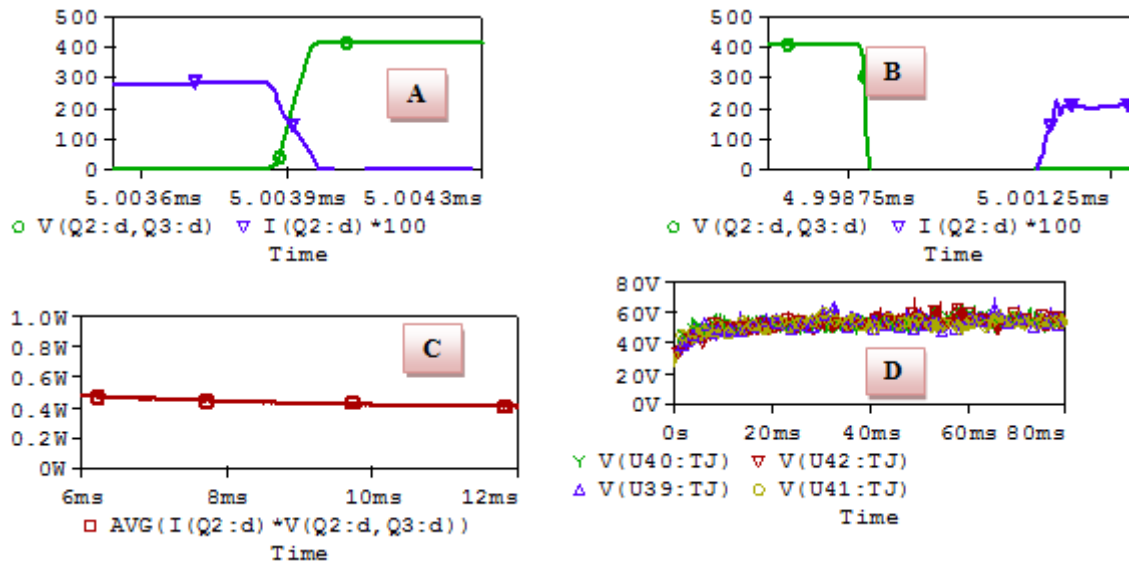 500
400
300
200
100
0
A
5.0036ms 5.0039ms 5.0043ms
V(Q2:d,Q3:d) I(Q2:d)*100
Time
500
400
300
200
100
0
B
4.99875ms 5.00125ms
V(Q2:d,Q3:d) I(Q2:d)*100
Time
1.0W
0.8W
0.6W
0.4W
0.2W
0W
C
6ms 8ms 10ms 12ms
AVG(I(Q2:d)*V(Q2:d,Q3:d))
Time
80V
60V
40V
20V
0V
D
0s 20ms 40ms 60ms 80ms
V(U40:TJ) V(U42:TJ)
V(U39:TJ) V(U41:TJ)
Time